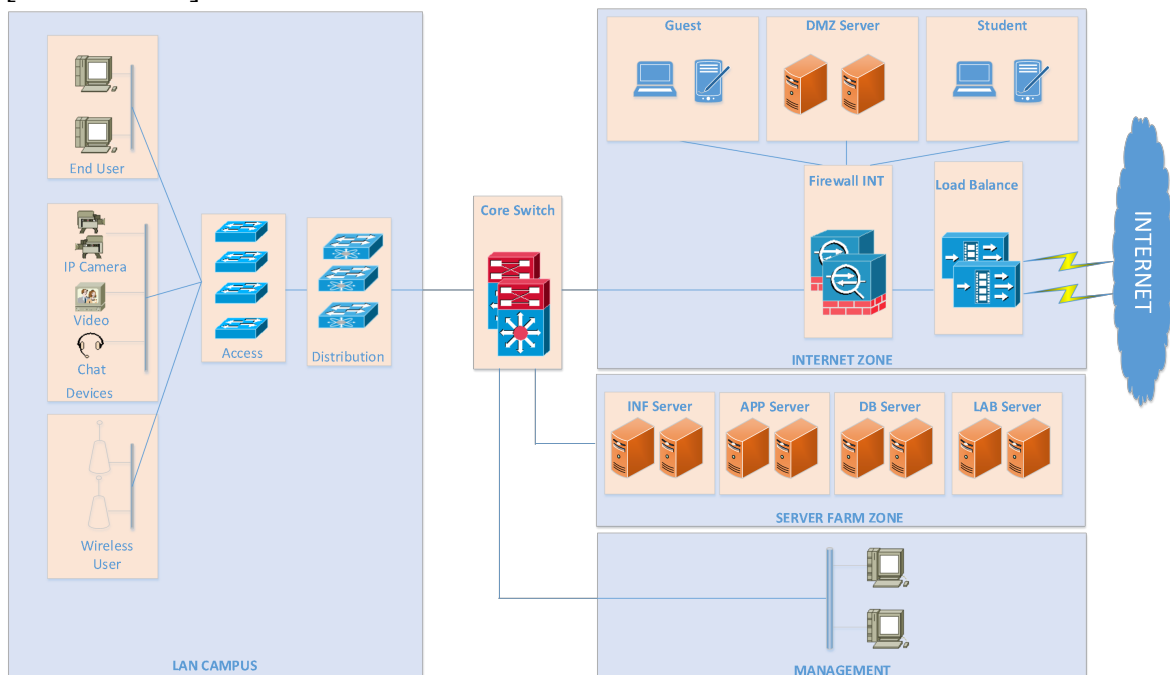 End User
IP Camera
Video
Chat
Devices
Wireless
User
Access
Distribution
LAN CAMPUS
Core Switch
Guest
DMZ Server
Student
Firewall INT
Load Balance
INTERNET ZONE
INTERNET
INF Server
APP Server
DB Server
LAB Server
SERVER FARM ZONE
MANAGEMENT